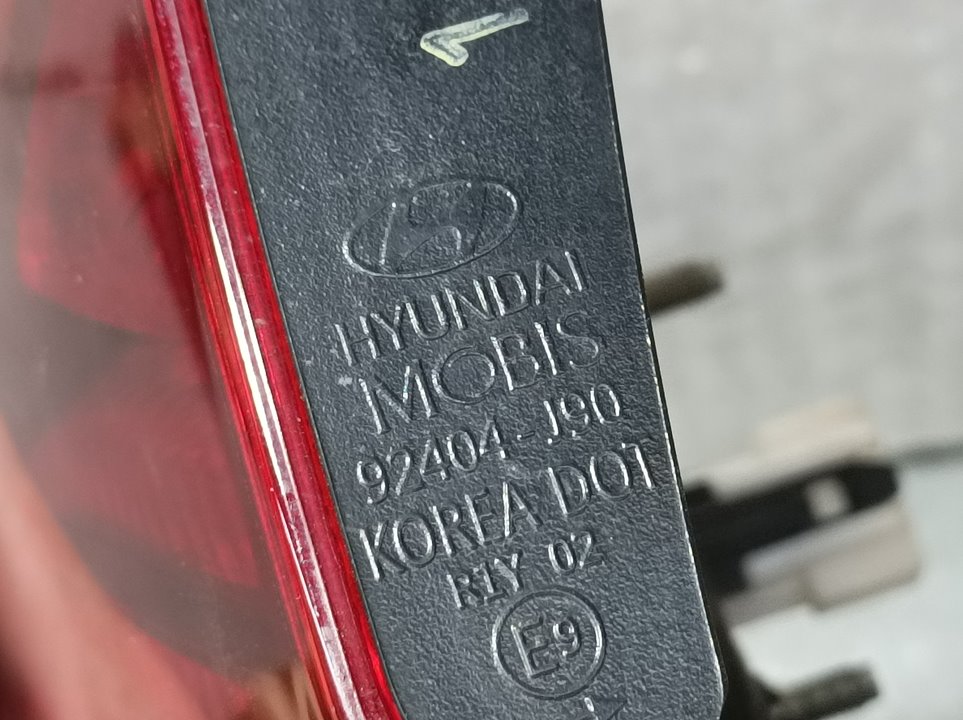 HYUNDAI
MOBIS
92404-J90
KOREA DOT
R1Y 02
E9